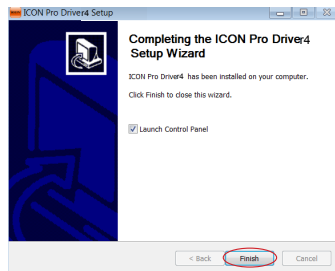 ICON Pro Driver4 Setup
Completing the ICON Pro Driver4
Setup Wizard
ICON Pro Driver4 has been installed on your computer.
Click Finish to close this wizard.
Launch Control Panel
< Back
Finish
Cancel